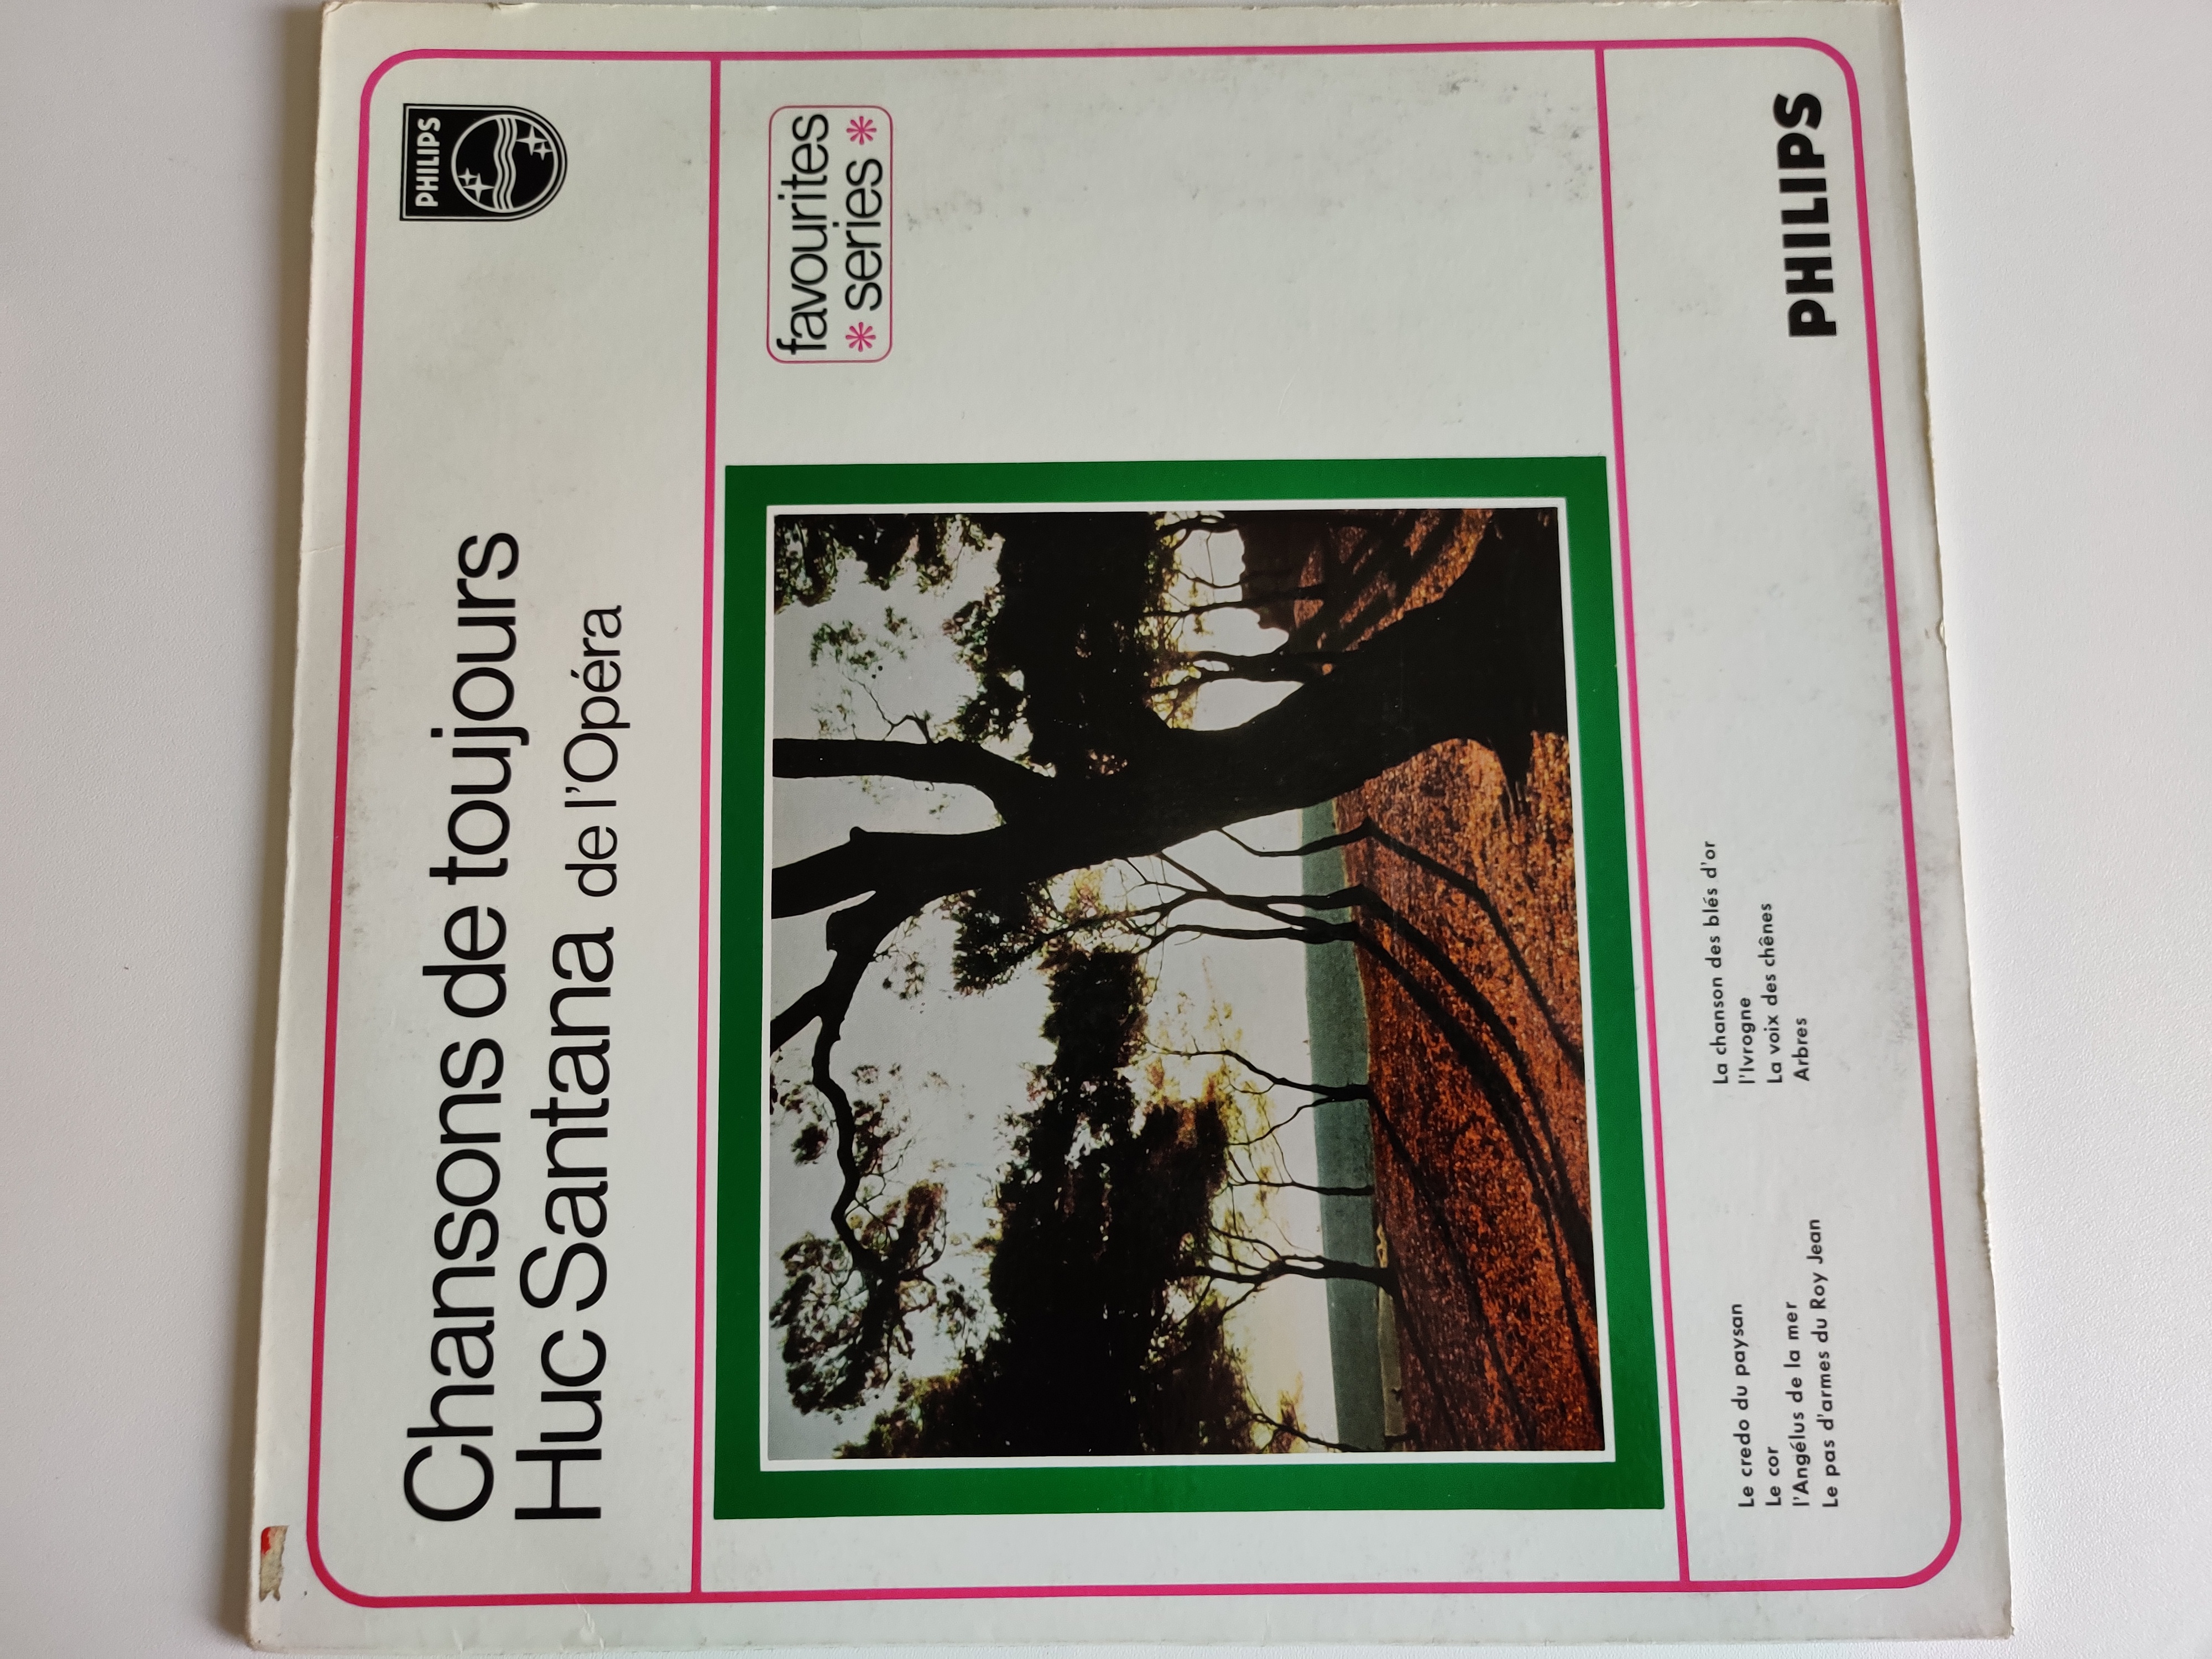 Chansons de toujours
Huc Santana de l'Opéra
PHILIPS
favourites
* series *
Le credo du paysan
Le cor
l'Angélus de la mer
Le pas d'armes du Roy Jean
La chanson des blés d'or
l'Ivrogne
La voix des chênes
Arbres
PHILIPS